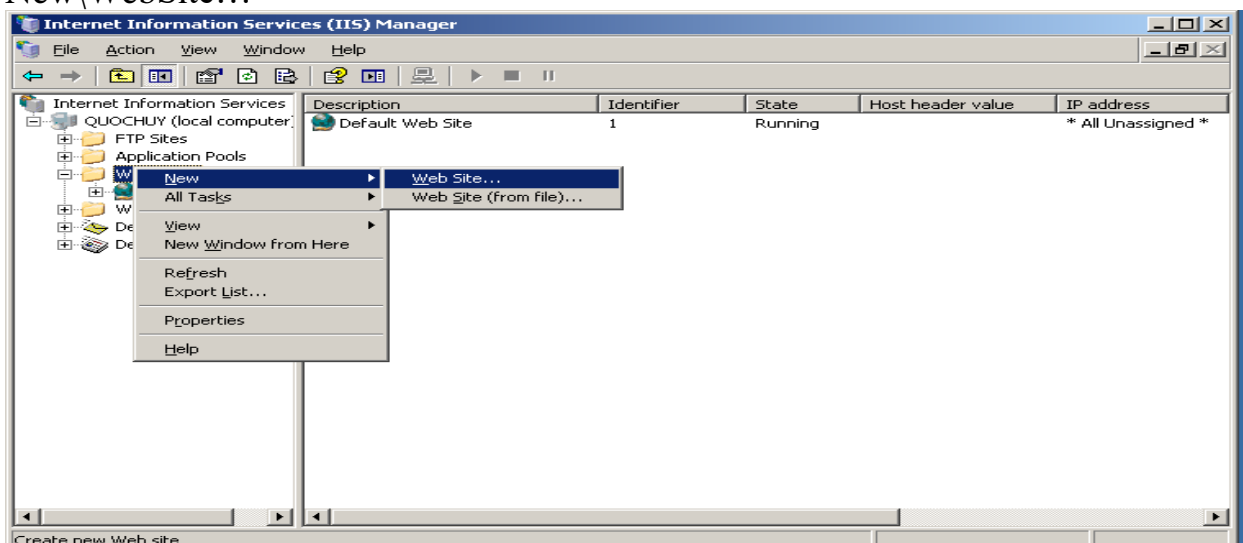 New\WebSite...
Internet Information Services (IIS) Manager
File Action View Window Help
Internet Information Services
QUOCHUY (local computer)
FTP Sites
Application Pools
W
W
De
De
Description Identifier State Host header value IP address
Default Web Site 1 Running * All Unassigned *
New
All Tasks
View
New Window from Here
Refresh
Export List...
Properties
Help
Web Site...
Web Site (from file)...
Create new Web site